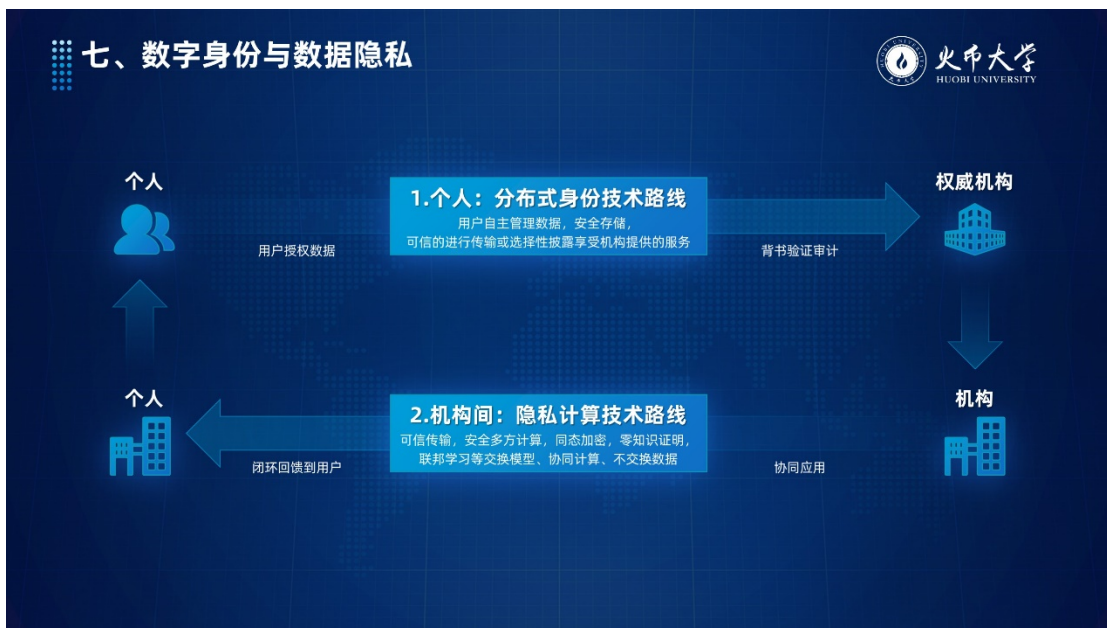 七、数字身份与数据隐私
火币大学
HUOBI UNIVERSITY
个人
1.个人：分布式身份技术路线
用户自主管理数据，安全存储，
可信的进行传输或选择性披露享受机构提供的服务
权威机构
用户授权数据
背书验证审计
个人
2.机构间：隐私计算技术路线
可信传输，安全多方计算，同态加密，零知识证明，
联邦学习等交换模型、协同计算、不交换数据
机构
闭环回馈到用户
协同应用